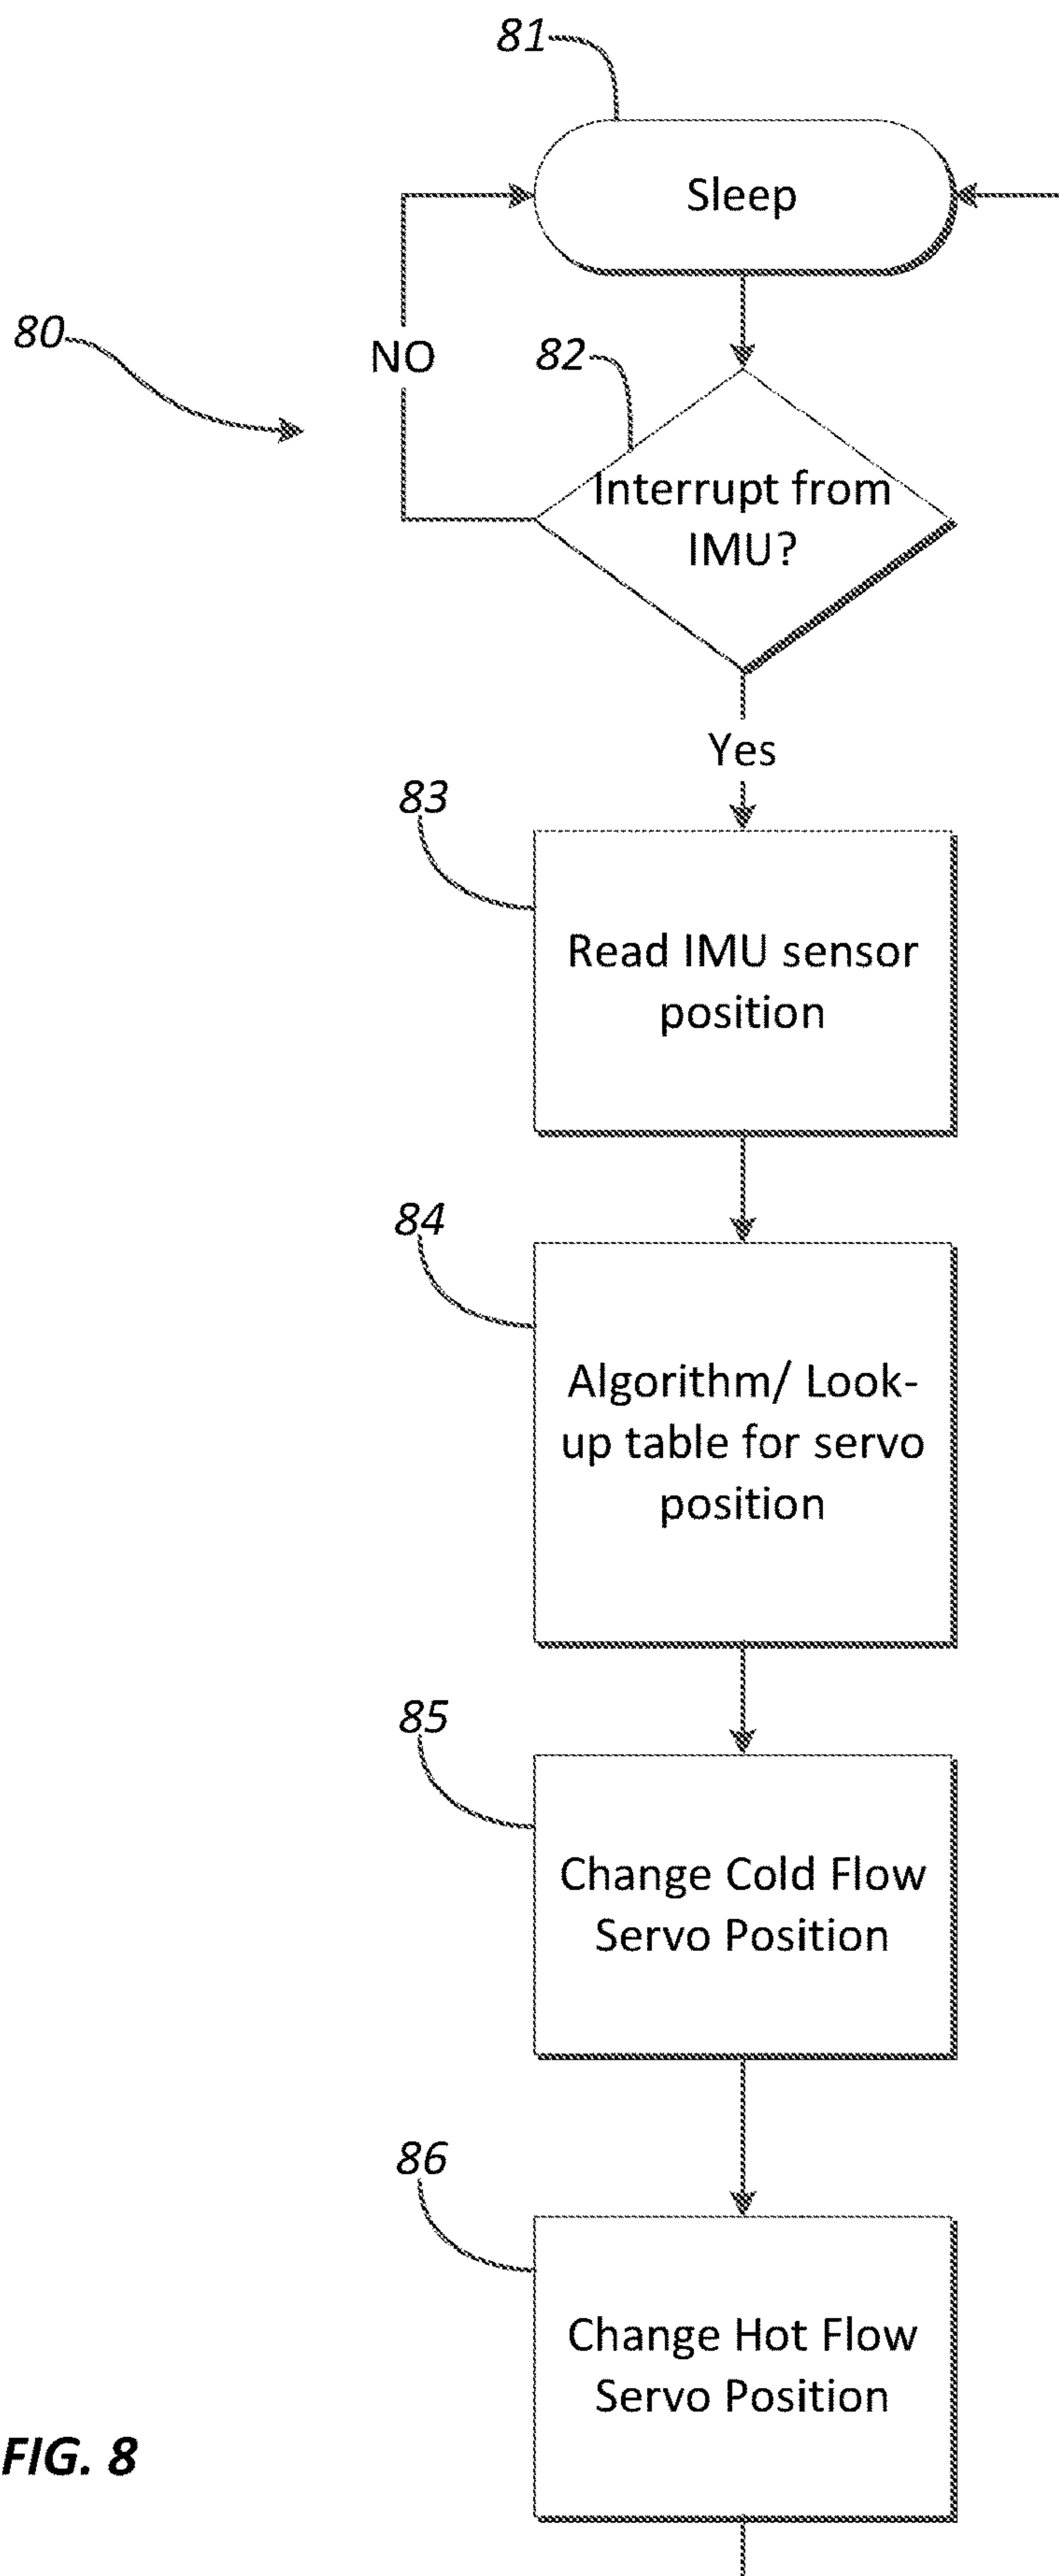 81
Sleep
80
NO
82
Interrupt from
IMU?
Yes
83
Read IMU sensor
position
84
Algorithm/ Look-
up table for servo
position
85
Change Cold Flow
Servo Position
86
Change Hot Flow
Servo Position
FIG. 8